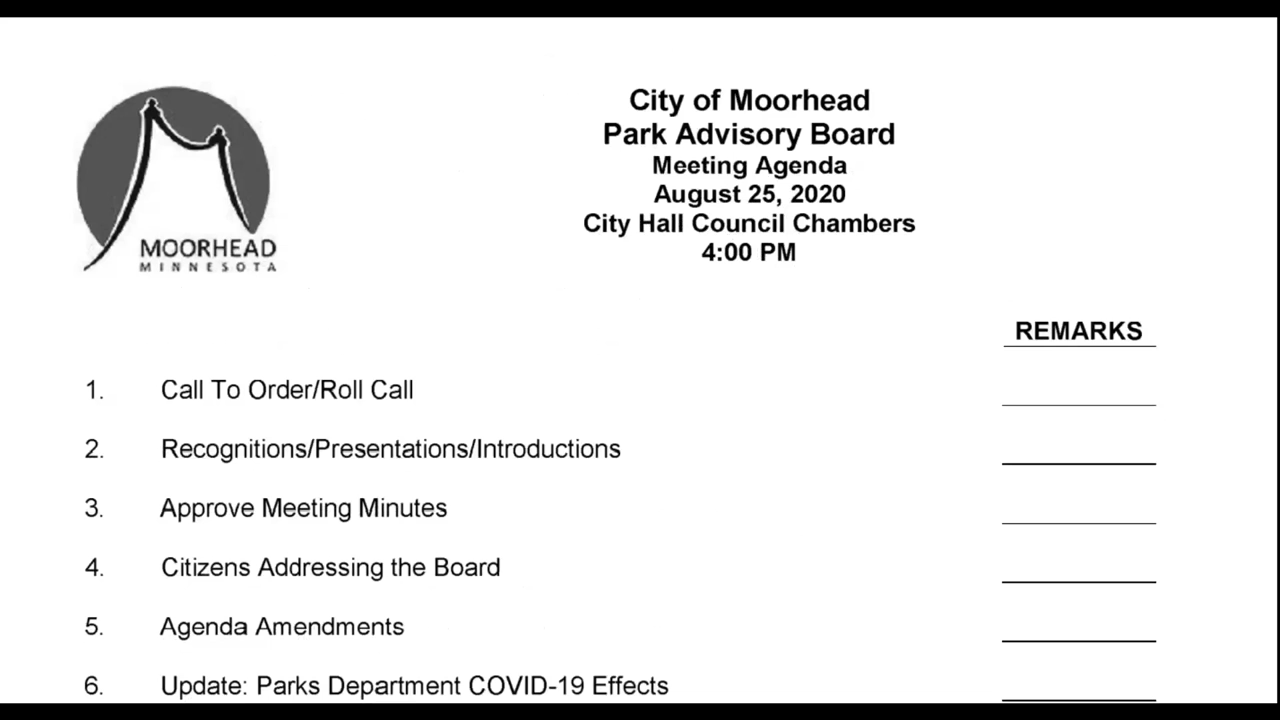 MOORHEAD
MINNESOTA
City of Moorhead
Park Advisory Board
Meeting Agenda
August 25, 2020
City Hall Council Chambers
4:00 PM
REMARKS
1. Call To Order/Roll Call
2. Recognitions/Presentations/Introductions
3. Approve Meeting Minutes
4. Citizens Addressing the Board
5. Agenda Amendments
6. Update: Parks Department COVID-19 Effects